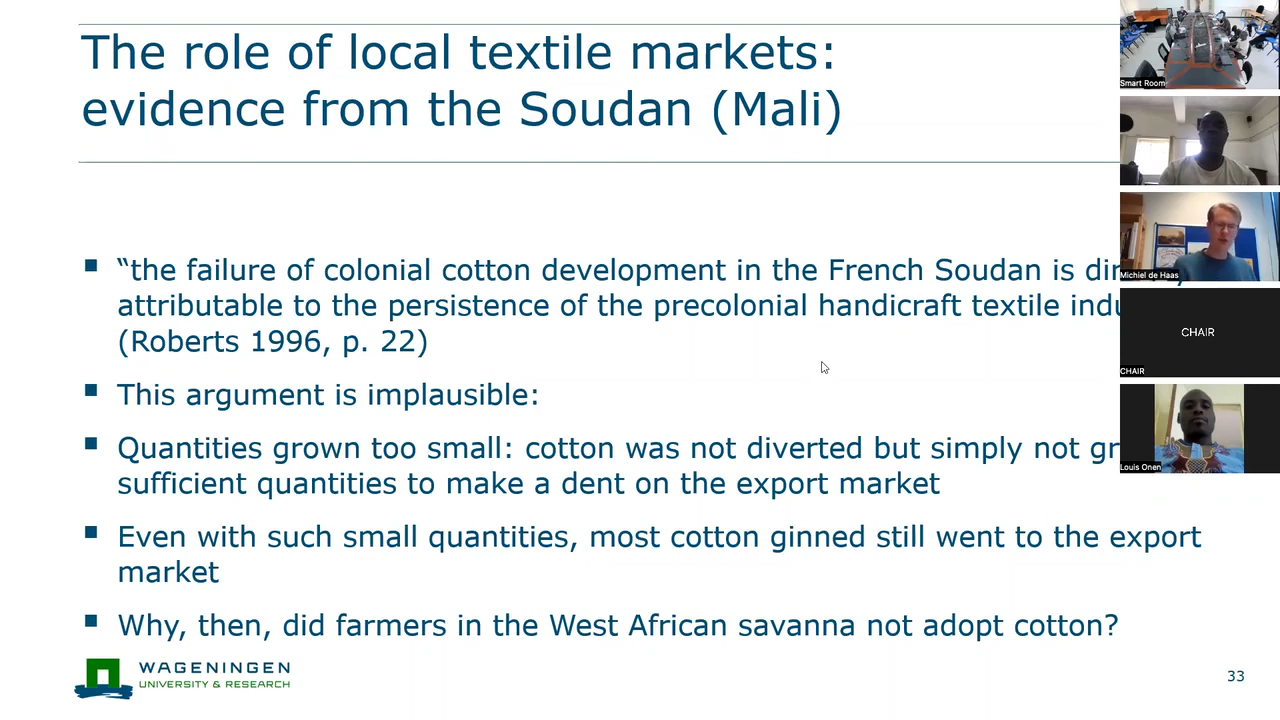 The role of local textile markets:
evidence from the Soudan (Mali)
“the failure of colonial cotton development in the French Soudan is
attributable to the persistence of the precolonial handicraft textile
(Roberts 1996, p. 22)
This argument is implausible:
Quantities grown too small: cotton was not diverted but simply not
sufficient quantities to make a dent on the export market
Even with such small quantities, most cotton ginned still went to the export
market
Why, then, did farmers in the West African savanna not adopt cotton?
WAGENINGEN
UNIVERSITY & RESEARCH
33
Smart Room
Michiel de Haas
CHAIR
CHAIR
Louis Onen